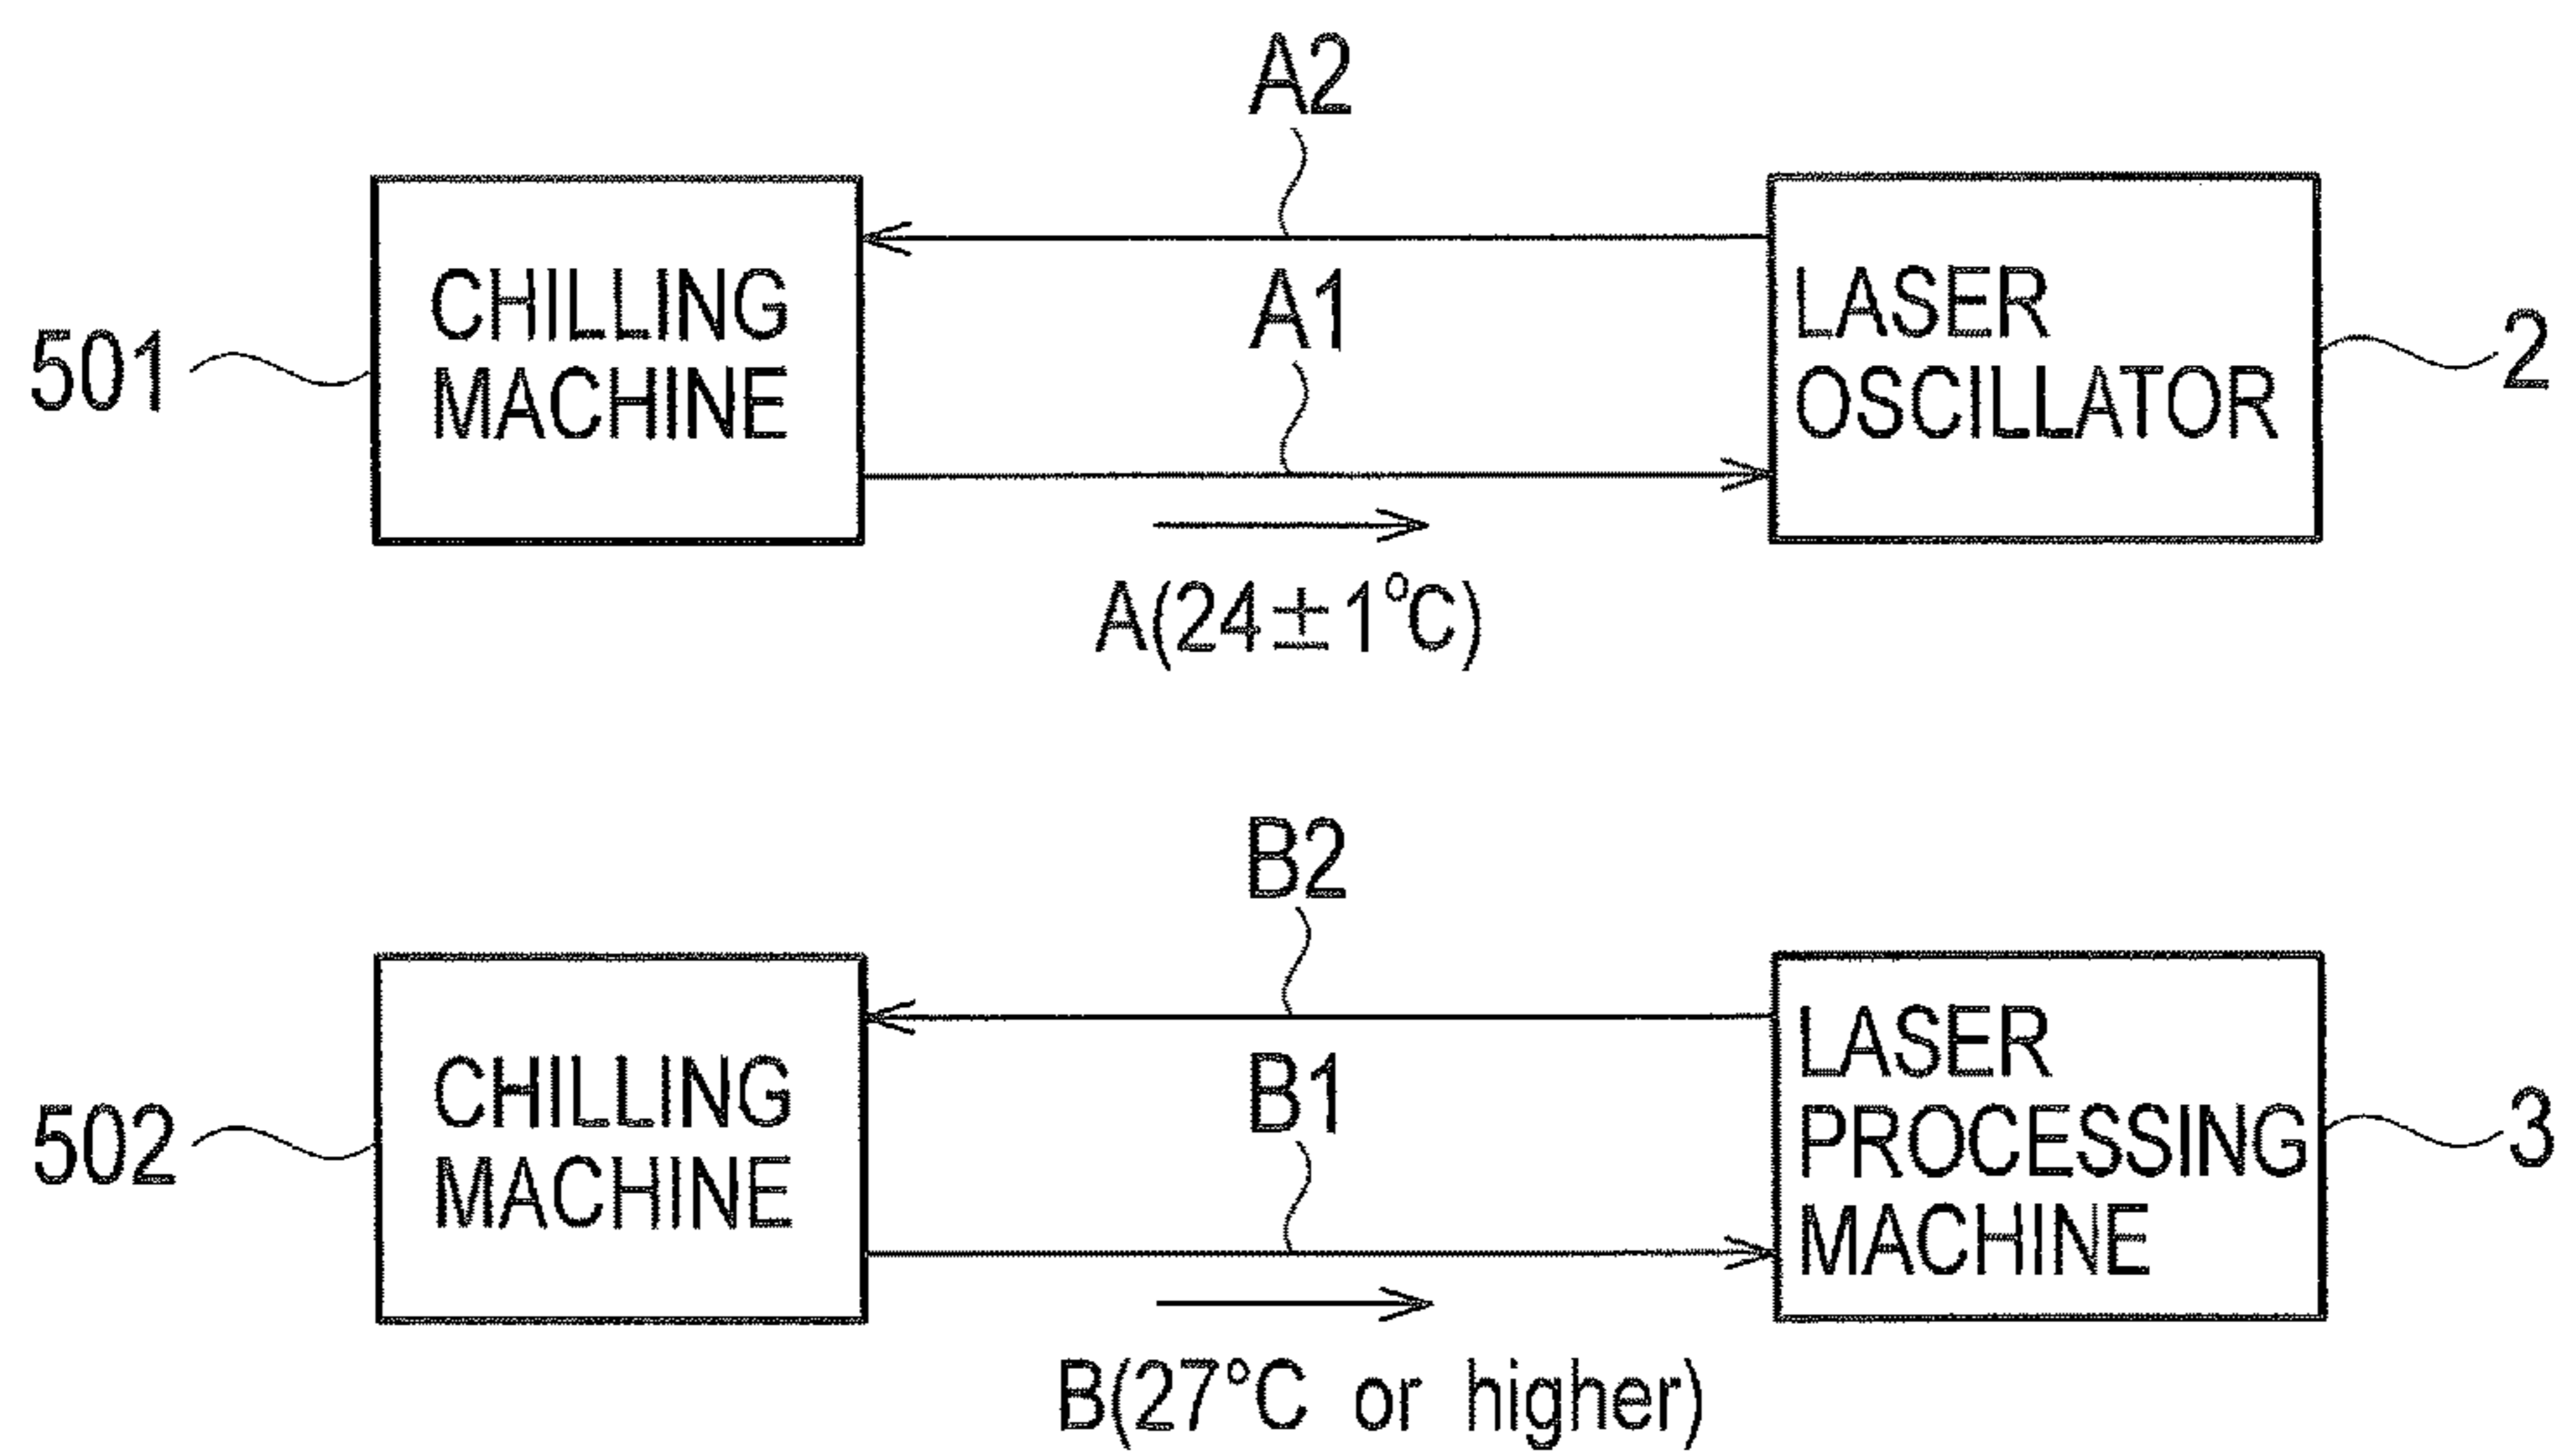 A2
501
CHILLING
MACHINE
A1
LASER
OSCILLATOR
2
A(24±1°C)
B2
502
CHILLING
MACHINE
B1
LASER
PROCESSING
MACHINE
3
B(27°C or higher)